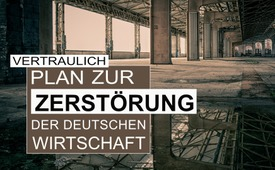 VERTRAULICH
PLAN ZUR
ZERSTÖRUNG
DER DEUTSCHEN
WIRTSCHAFT